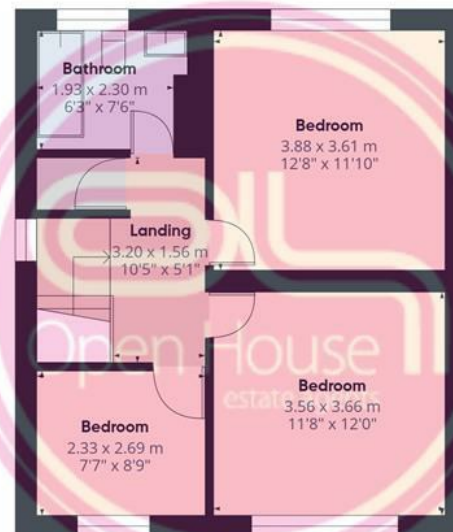 Bathroom
1.93 x 2.30 m
6'3" x 7'6"
Bedroom
3.88 x 3.61 m
12'8" x 11'10"
Landing
3.20 x 1.56 m
10'5" x 5'1"
Open House
estate agents
Bedroom
3.56 x 3.66 m
11'8" x 12'0"
Bedroom
2.33 x 2.69 m
7'7" x 8'9"